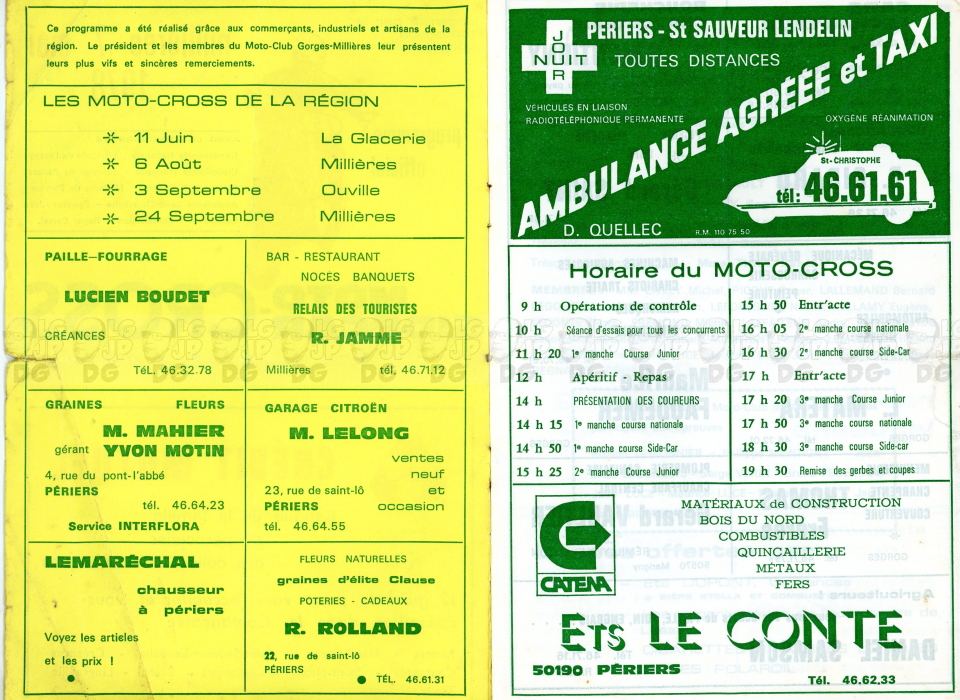 Ce programme a été réalisé grâce aux commerçants, industriels et artisans de la
région. Le président et les membres du Moto-Club Gorges-Millières leur présentent
leurs plus vifs et sincères remerciements.
LES MOTO-CROSS DE LA RÉGION
11 Juin La Glacerie
6 Août Millières
3 Septembre Ouville
24 Septembre Millières
PAILLE–FOURRAGE
LUCIEN BOUDET
CRÉANCES
TéL. 46.32.78
BAR - RESTAURANT
NOCES BANQUETS
RELAIS DES TOURISTES
R. JAMME
Millières tél. 46.71.12
GRAINES FLEURS
M. MAHIER
gérant YVON MOTIN
4, rue du pont-l'abbé
PÉRIERS
tél. 46.64.23
Service INTERFLORA
GARAGE CITROËN
M. LELONG
ventes
neuf
23, rue de saint-lô et
PÉRIERS occasion
tél. 46.64.55
LEMARÉCHAL
chausseur
à périers
Voyez les articles
et les prix !
FLEURS NATURELLES
graines d'élite Clause
POTERIES - CADEAUX
R. ROLLAND
22, rue de saint-lô
PÉRIERS
TÉL. 46.61.31
JOUR
NUIT
PERIERS - St SAUVEUR LENDELIN
TOUTES DISTANCES
VÉHICULES EN LIAISON
RADIOTÉLÉPHONIQUE PERMANENTE
OXYGÈNE RÉANIMATION
AMBULANCE AGRÉÉE et TAXI
St-CHRISTOPHE
tél: 46.61.61
D. QUELLEC R.M. 110 75 50
Horaire du MOTO-CROSS
9 h Opérations de contrôle
10 h Séance d'essais pour tous les concurrents
11 h 20 1e manche Course Junior
12 h Apéritif - Repas
14 h PRÉSENTATION DES COUREURS
14 h 15 1e manche course nationale
14 h 50 1e manche course Side-Car
15 h 25 2e manche Course Junior
15 h 50 Entr'acte
16 h 05 2e manche course nationale
16 h 30 2e manche course Side-Car
17 h Entr'acte
17 h 20 3e manche Course Junior
17 h 50 3e manche course nationale
18 h 30 3e manche course Side-car
19 h 30 Remise des gerbes et coupes
CATENA
MATÉRIAUX de CONSTRUCTION
BOIS DU NORD
COMBUSTIBLES
QUINCAILLERIE
MÉTAUX
FERS
ETS LE CONTE
50190 PÉRIERS Tél. 46.62.33